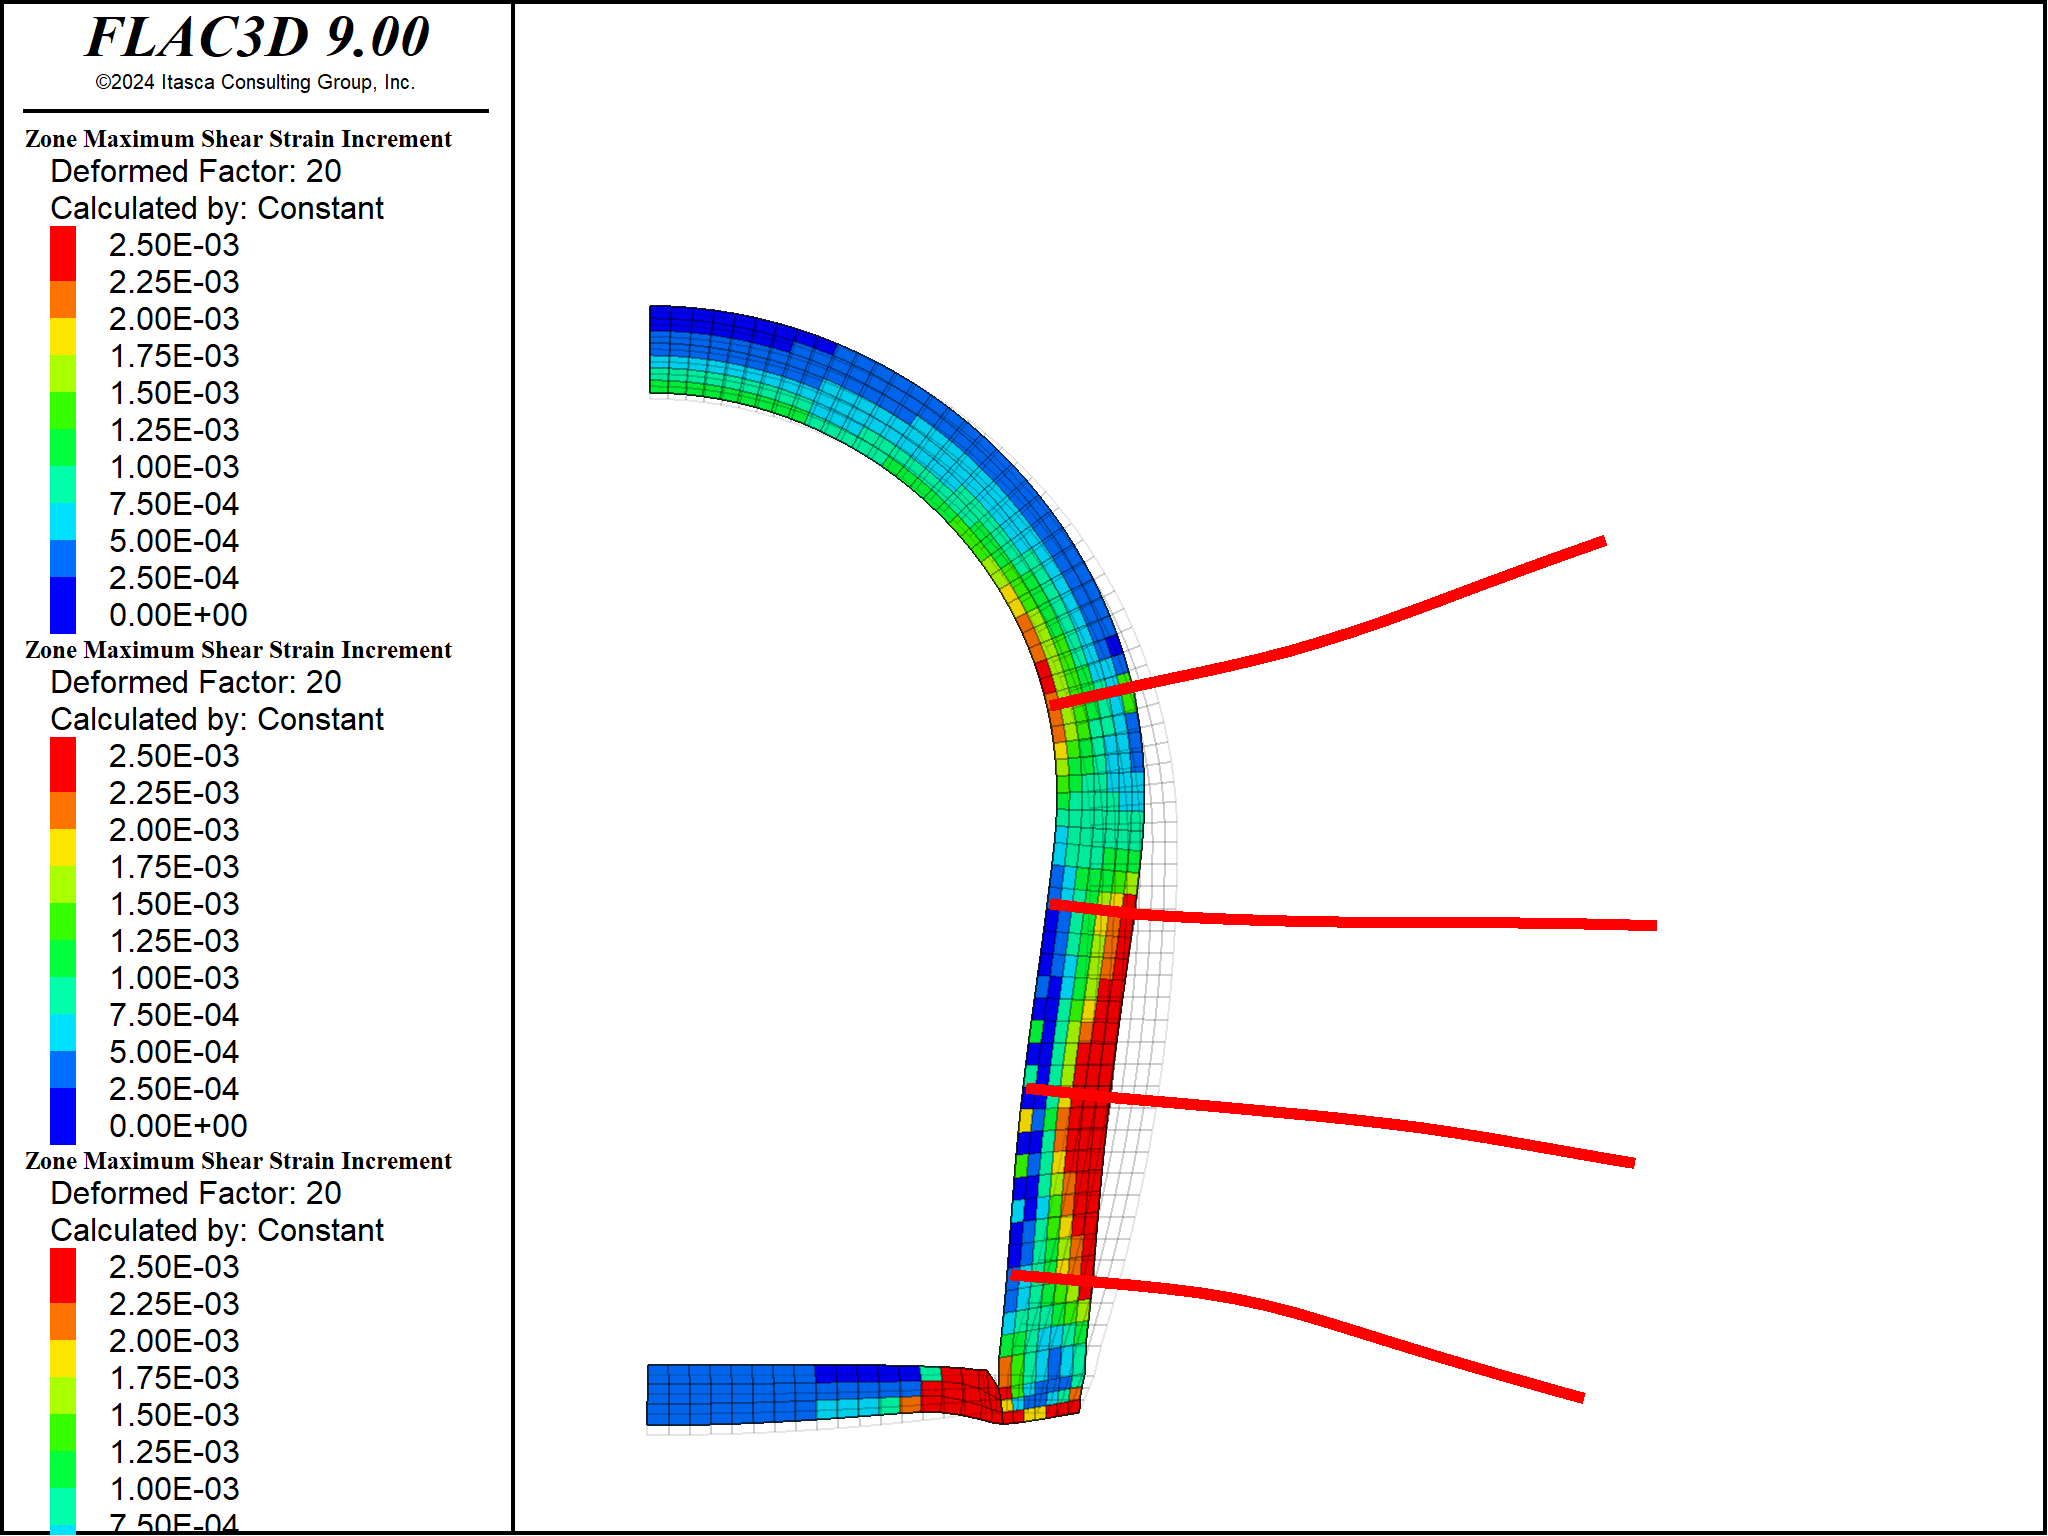 FLAC3D 9.00
©2024 Itasca Consulting Group, Inc.
Zone Maximum Shear Strain Increment
Deformed Factor: 20
Calculated by: Constant
2.50E-03
2.25E-03
2.00E-03
1.75E-03
1.50E-03
1.25E-03
1.00E-03
7.50E-04
5.00E-04
2.50E-04
0.00E+00
Zone Maximum Shear Strain Increment
Deformed Factor: 20
Calculated by: Constant
2.50E-03
2.25E-03
2.00E-03
1.75E-03
1.50E-03
1.25E-03
1.00E-03
7.50E-04
5.00E-04
2.50E-04
0.00E+00
Zone Maximum Shear Strain Increment
Deformed Factor: 20
Calculated by: Constant
2.50E-03
2.25E-03
2.00E-03
1.75E-03
1.50E-03
1.25E-03
1.00E-03
7.50E-04